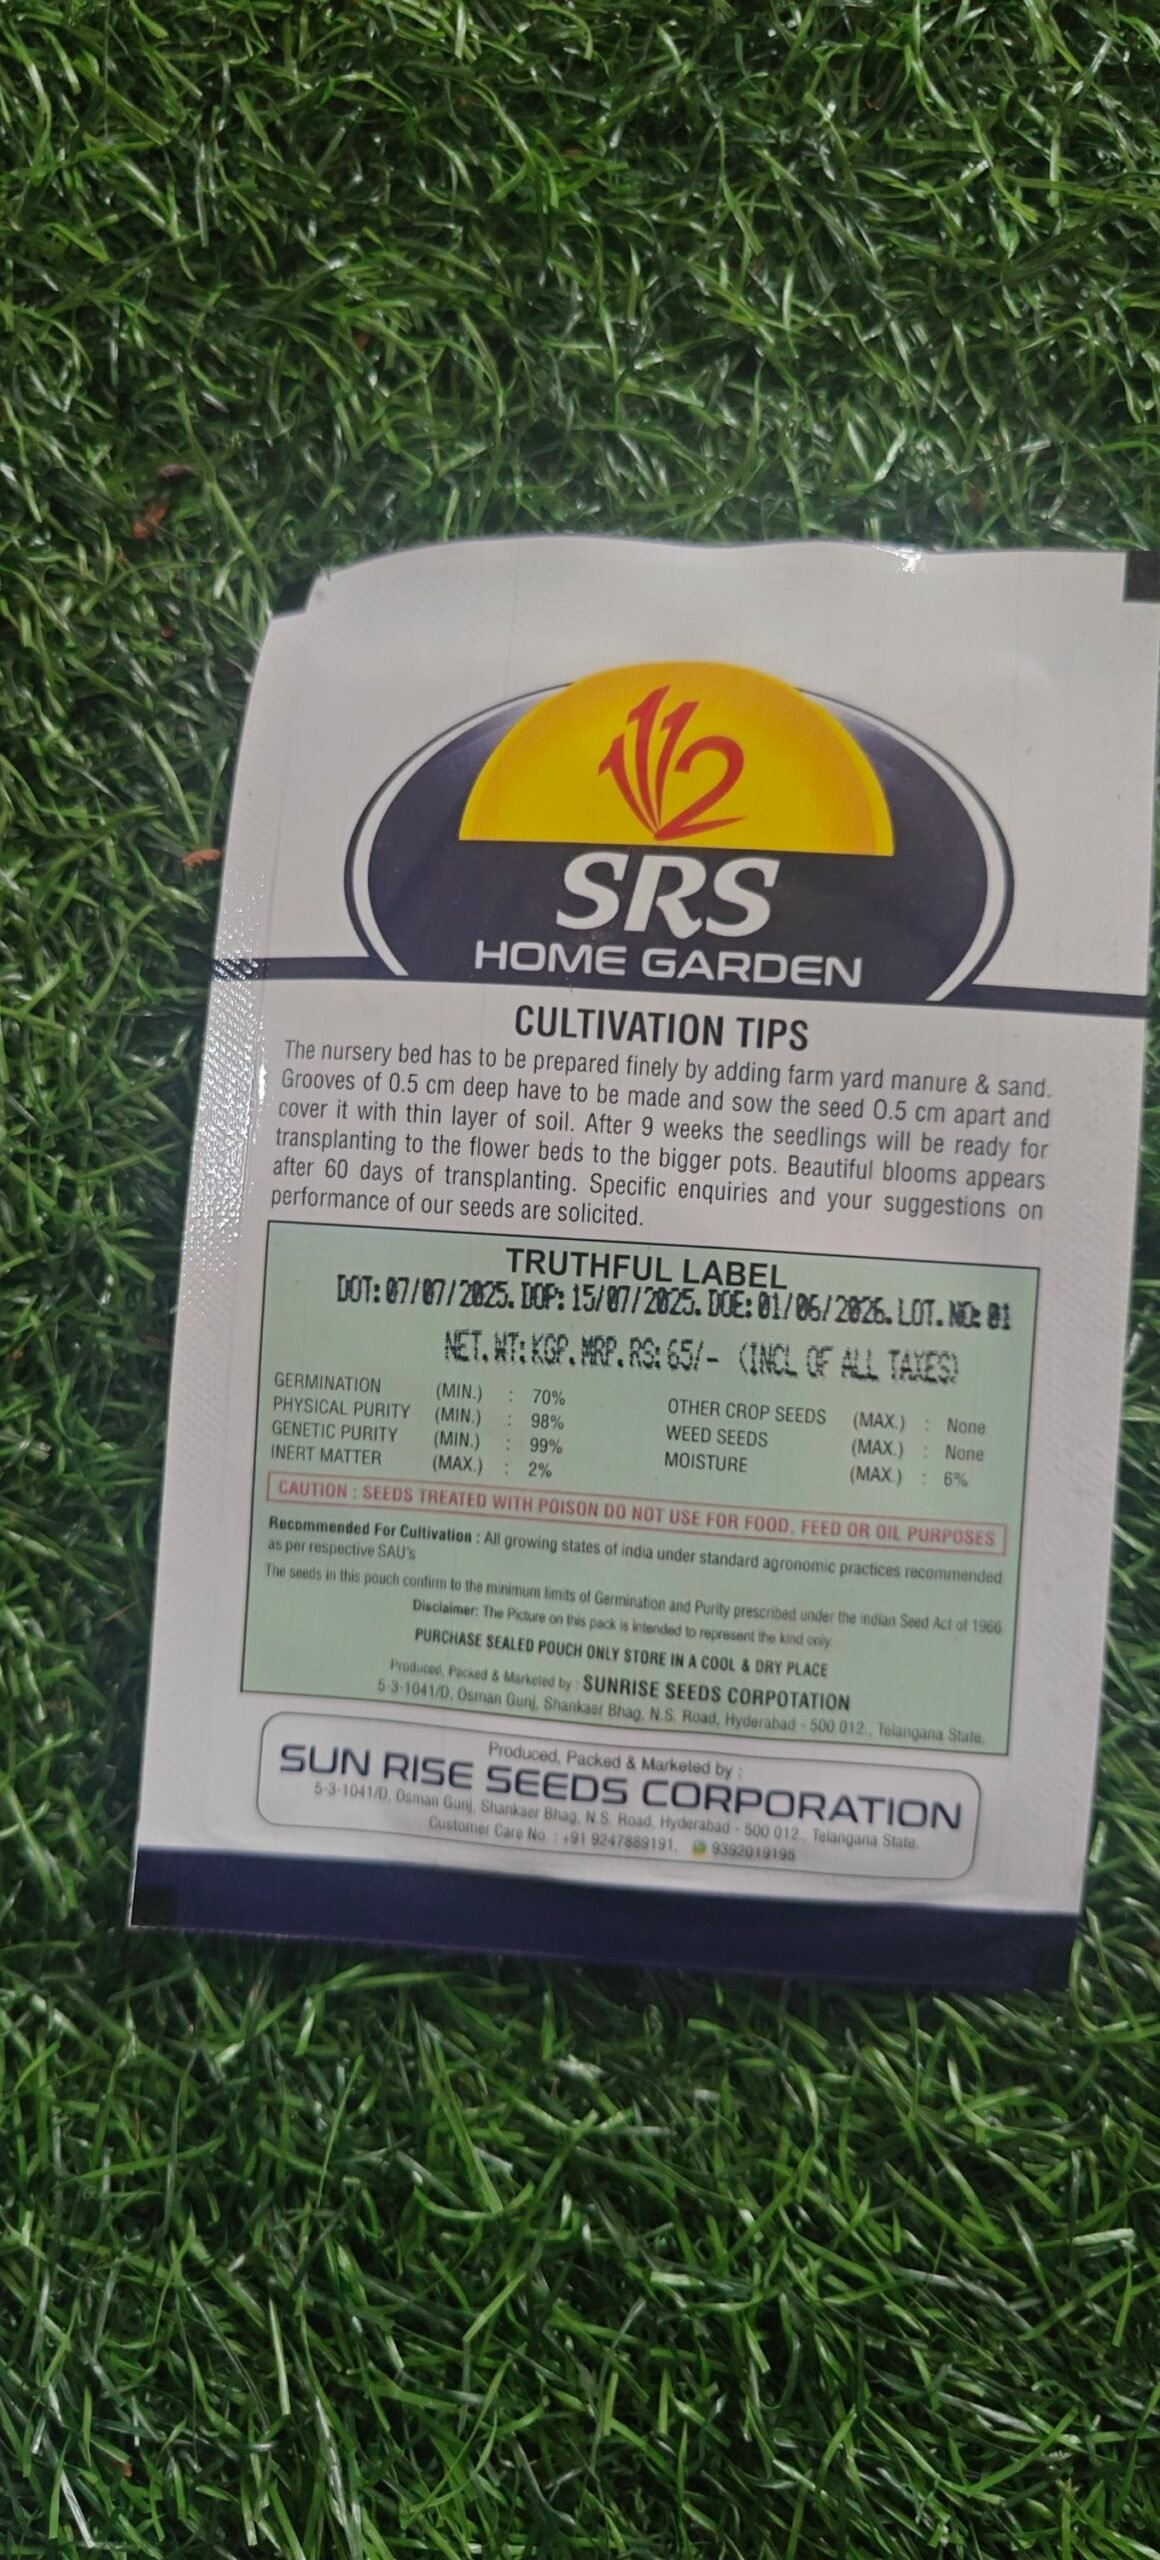 1112
SRS
HOME GARDEN
CULTIVATION TIPS
The nursery bed has to be prepared finely by adding farm yard manure & sand.
Grooves of 0.5 cm deep have to be made and sow the seed 0.5 cm apart and
cover it with thin layer of soil. After 9 weeks the seedlings will be ready for
transplanting to the flower beds to the bigger pots. Beautiful blooms appears
after 60 days of transplanting. Specific enquiries and your suggestions on
performance of our seeds are solicited.
TRUTHFUL LABEL
DOT: 07/07/2025. DOP: 15/07/2025. DOE: 01/06/2026. LOT. NO: 01
NET. WT: KGP. MRP. RS: 65/- (INCL OF ALL TAXES)
GERMINATION (MIN.) : 70% OTHER CROP SEEDS (MAX.) : None
PHYSICAL PURITY (MIN.) : 98% WEED SEEDS (MAX.) : None
GENETIC PURITY (MIN.) : 99% MOISTURE (MAX.) : 6%
INERT MATTER (MAX.) : 2%
CAUTION : SEEDS TREATED WITH POISON DO NOT USE FOR FOOD, FEED OR OIL PURPOSES
Recommended For Cultivation : All growing states of india under standard agronomic practices recommended
as per respective SAU's
The seeds in this pouch confirm to the minimum limits of Germination and Purity prescribed under the indian Seed Act of 1966
Disclaimer: The Picture on this pack is intended to represent the kind only.
PURCHASE SEALED POUCH ONLY STORE IN A COOL & DRY PLACE
Produced, Packed & Marketed by : SUNRISE SEEDS CORPOTATION
5-3-1041/D, Osman Gunj, Shankaer Bhag, N.S. Road, Hyderabad - 500 012., Telangana State.
Produced, Packed & Marketed by :
SUN RISE SEEDS CORPORATION
5-3-1041/D, Osman Gunj, Shankaer Bhag, N.S. Road, Hyderabad - 500 012., Telangana State.
Customer Care No. : +91 9247889191, 9392019195